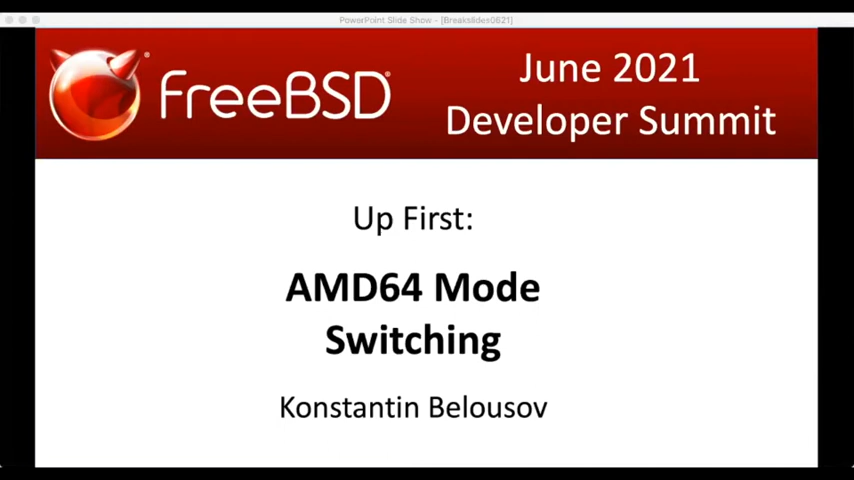 PowerPoint Slide Show - [Breakslides0621]
FreeBSD®
June 2021
Developer Summit
Up First:
AMD64 Mode
Switching
Konstantin Belousov